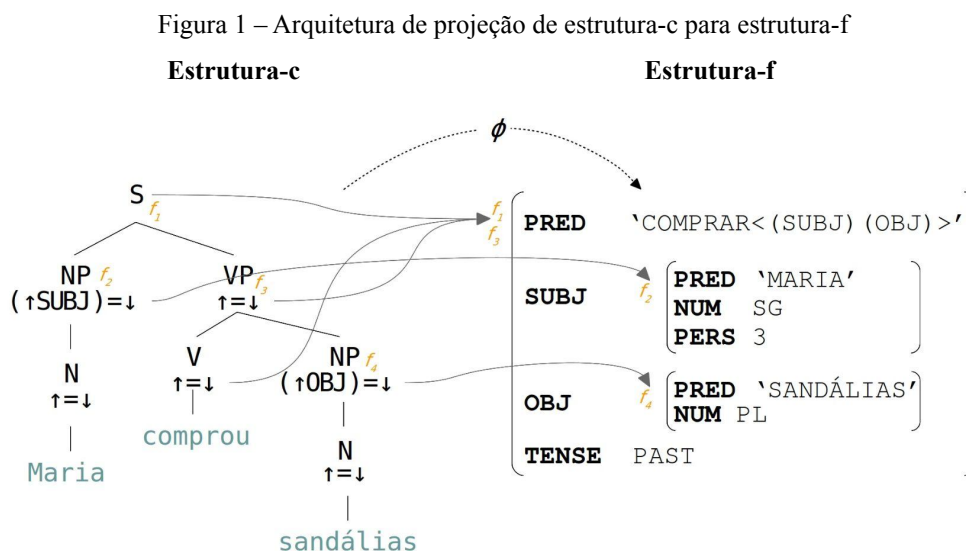 Figura 1 – Arquitetura de projeção de estrutura-c para estrutura-f
Estrutura-c Estrutura-f
ϕ
S f1
f1
f3
PRED ‘COMPRAR<(SUBJ)(OBJ)>’
NP f2 VP f3
(↑SUBJ)=↓ ↑=↓
SUBJ f2
PRED ‘MARIA’
NUM SG
PERS 3
N
↑=↓
V
↑=↓
NP f4
(↑OBJ)=↓
OBJ f4
PRED ‘SANDÁLIAS’
NUM PL
Maria
comprou
N
↑=↓
TENSE PAST
sandálias